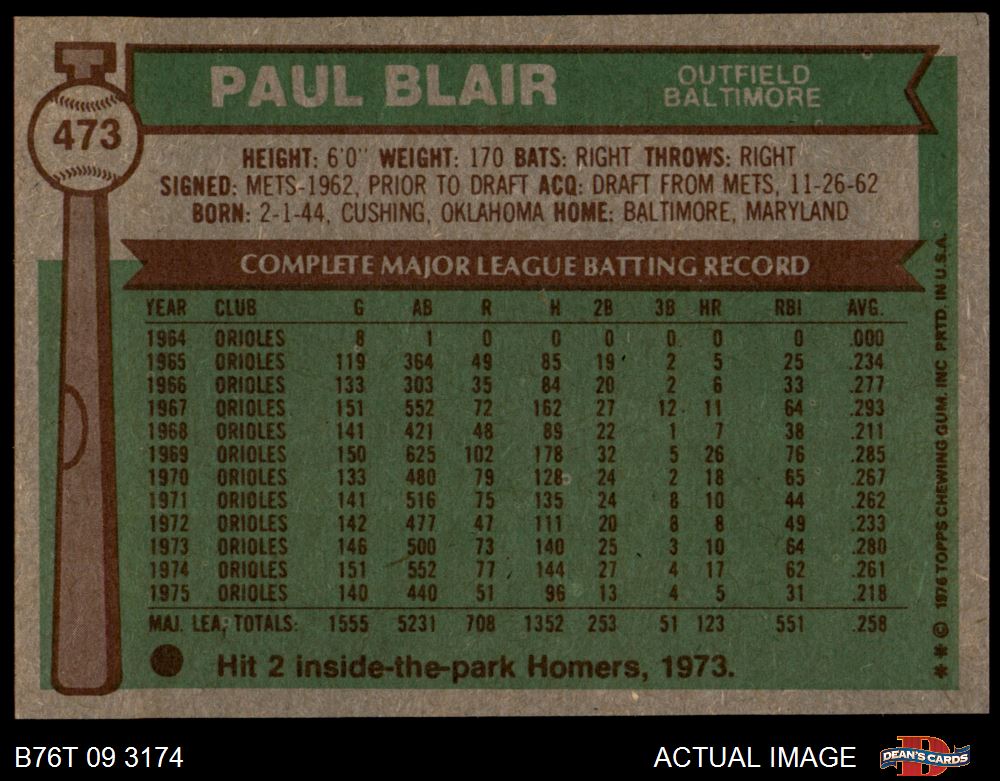 T
473
PAUL BLAIR
OUTFIELD
BALTIMORE
HEIGHT: 6'0" WEIGHT: 170 BATS: RIGHT THROWS: RIGHT
SIGNED: METS-1962, PRIOR TO DRAFT ACQ: DRAFT FROM METS, 11-26-62
BORN: 2-1-44, CUSHING, OKLAHOMA HOME: BALTIMORE, MARYLAND
COMPLETE MAJOR LEAGUE BATTING RECORD
YEAR CLUB G AB R H 2B 3B HR RBI AVG.
1964 ORIOLES 8 1 0 0 0 0 0 0 .000
1965 ORIOLES 119 364 49 85 19 2 5 25 .234
1966 ORIOLES 133 303 35 84 20 2 6 33 .277
1967 ORIOLES 151 552 72 162 27 12 11 64 .293
1968 ORIOLES 141 421 48 89 22 1 7 38 .211
1969 ORIOLES 150 625 102 178 32 5 26 76 .285
1970 ORIOLES 133 480 79 128 24 2 18 65 .267
1971 ORIOLES 141 516 75 135 24 8 10 44 .262
1972 ORIOLES 142 477 47 111 20 8 8 49 .233
1973 ORIOLES 146 500 73 140 25 3 10 64 .280
1974 ORIOLES 151 552 77 144 27 4 17 62 .261
1975 ORIOLES 140 440 51 96 13 4 5 31 .218
MAJ. LEA. TOTALS: 1555 5231 708 1352 253 51 123 551 .258
Hit 2 inside-the-park Homers, 1973.
*** © 1976 TOPPS CHEWING GUM, INC PRTD. IN U.S.A.
B76T 09 3174
ACTUAL IMAGE
D
DEAN'S CARDS